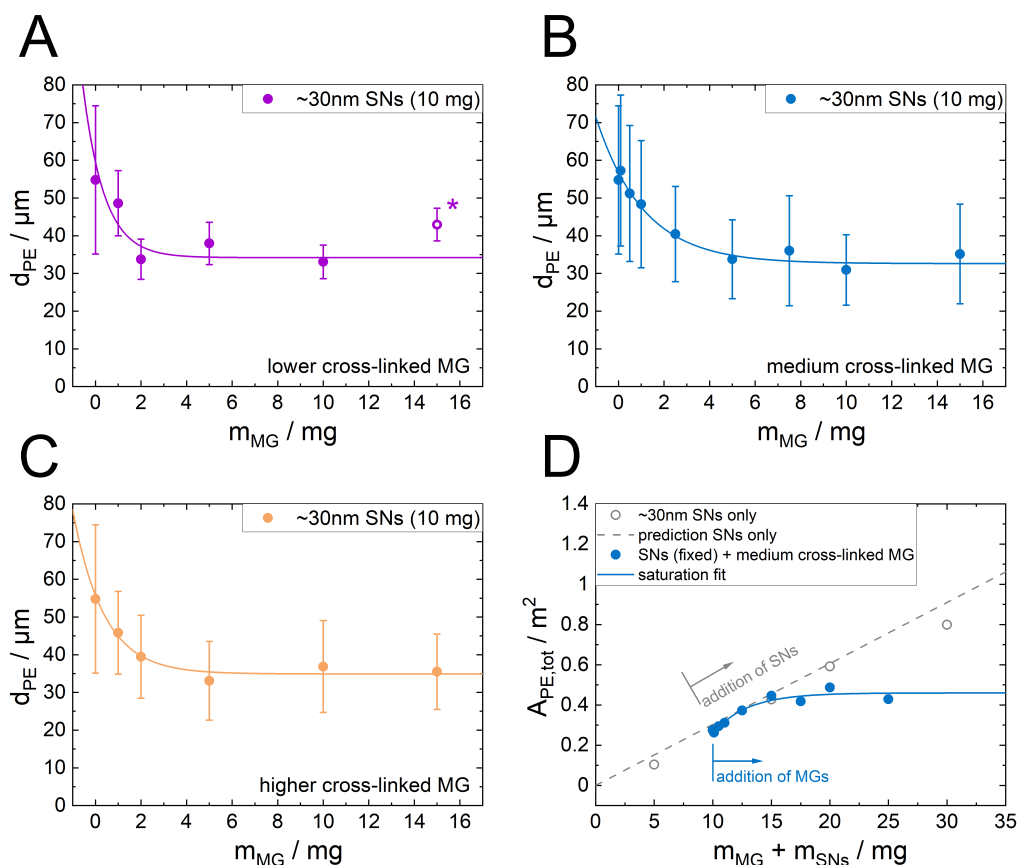 A
80
70
60
50
40
30
20
10
0
d_PE / µm
~30nm SNs (10 mg)
*
lower cross-linked MG
0 2 4 6 8 10 12 14 16
m_MG / mg
B
80
70
60
50
40
30
20
10
0
d_PE / µm
~30nm SNs (10 mg)
medium cross-linked MG
0 2 4 6 8 10 12 14 16
m_MG / mg
C
80
70
60
50
40
30
20
10
0
d_PE / µm
~30nm SNs (10 mg)
higher cross-linked MG
0 2 4 6 8 10 12 14 16
m_MG / mg
D
1.4
1.2
1
0.8
0.6
0.4
0.2
0
A_PE,tot / m²
~30nm SNs only
prediction SNs only
SNs (fixed) + medium cross-linked MG
saturation fit
addition of SNs
addition of MGs
0 5 10 15 20 25 30 35
m_MG + m_SNs / mg